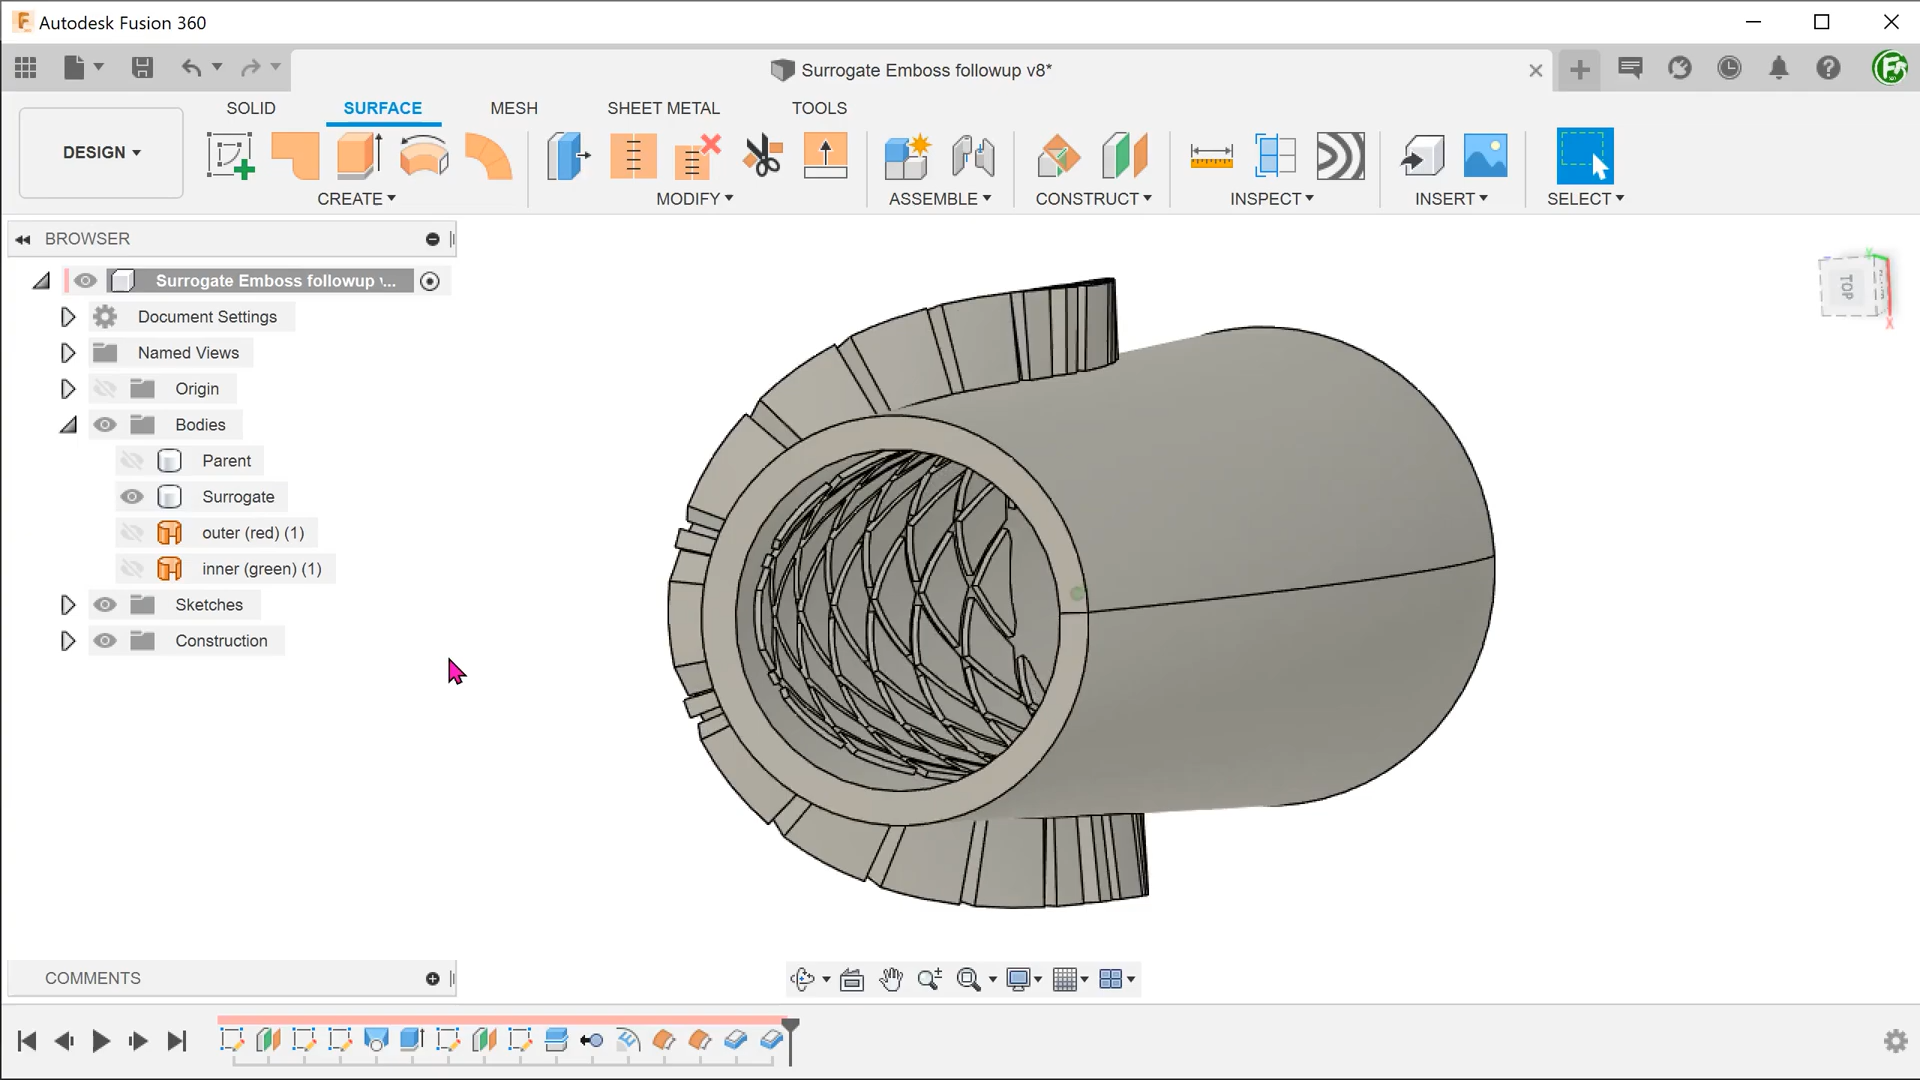 Autodesk Fusion 360
Surrogate Emboss followup v8*
SOLID
SURFACE
MESH
SHEET METAL
TOOLS
DESIGN
CREATE
MODIFY
ASSEMBLE
CONSTRUCT
INSPECT
INSERT
SELECT
BROWSER
Surrogate Emboss followup v...
Document Settings
Named Views
Origin
Bodies
Parent
Surrogate
outer (red) (1)
inner (green) (1)
Sketches
Construction
TOP
X
COMMENTS